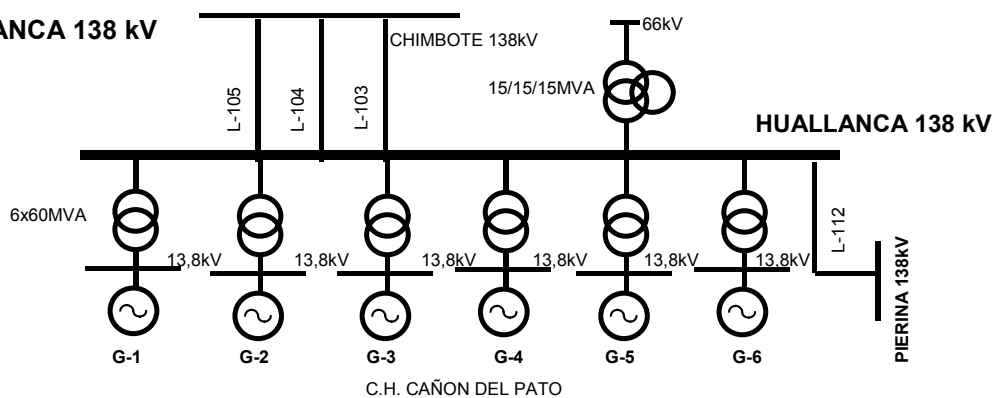 ANCA 138 kV
66kV
CHIMBOTE 138kV
15/15/15MVA
L-105
L-104
L-103
HUALLANCA 138 kV
6x60MVA
L-112
13,8kV
13,8kV
13,8kV
13,8kV
13,8kV
13,8kV
PIERINA 138kV
G-1
G-2
G-3
G-4
G-5
G-6
C.H. CAÑON DEL PATO